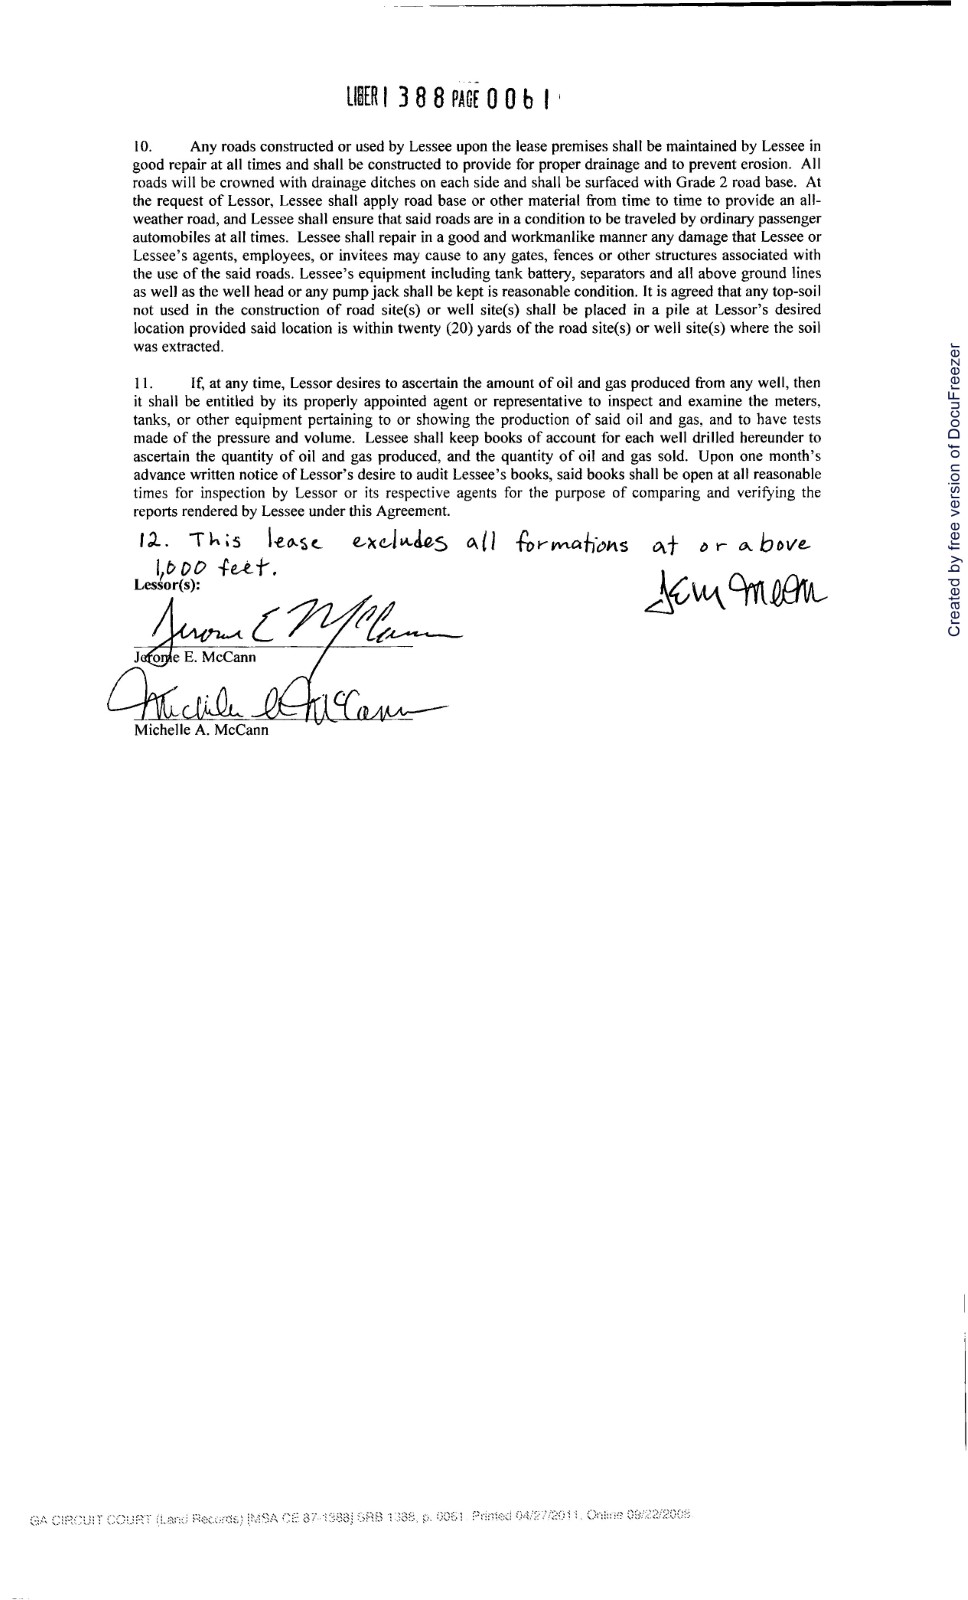 LIBER 1 388 PAGE 0061
10. Any roads constructed or used by Lessee upon the lease premises shall be maintained by Lessee in
good repair at all times and shall be constructed to provide for proper drainage and to prevent erosion. All
roads will be crowned with drainage ditches on each side and shall be surfaced with Grade 2 road base. At
the request of Lessor, Lessee shall apply road base or other material from time to time to provide an all-
weather road, and Lessee shall ensure that said roads are in a condition to be traveled by ordinary passenger
automobiles at all times. Lessee shall repair in a good and workmanlike manner any damage that Lessee or
Lessee's agents, employees, or invitees may cause to any gates, fences or other structures associated with
the use of the said roads. Lessee's equipment including tank battery, separators and all above ground lines
as well as the well head or any pump jack shall be kept is reasonable condition. It is agreed that any top-soil
not used in the construction of road site(s) or well site(s) shall be placed in a pile at Lessor's desired
location provided said location is within twenty (20) yards of the road site(s) or well site(s) where the soil
was extracted.
11. If, at any time, Lessor desires to ascertain the amount of oil and gas produced from any well, then
it shall be entitled by its properly appointed agent or representative to inspect and examine the meters,
tanks, or other equipment pertaining to or showing the production of said oil and gas, and to have tests
made of the pressure and volume. Lessee shall keep books of account for each well drilled hereunder to
ascertain the quantity of oil and gas produced, and the quantity of oil and gas sold. Upon one month's
advance written notice of Lessor's desire to audit Lessee's books, said books shall be open at all reasonable
times for inspection by Lessor or its respective agents for the purpose of comparing and verifying the
reports rendered by Lessee under this Agreement.
12. This lease excludes all formations at or above
1,000 feet.
Lessor(s):
Jerome E McCann
Jerome E. McCann
Michelle A McCann
Michelle A. McCann
GA CIRCUIT COURT (Land Records) [MSA CE 87-1388] SRB 1388, p. 0061. Printed 04/27/2011. Online 09/22/2008
Created by free version of DocuFreezer